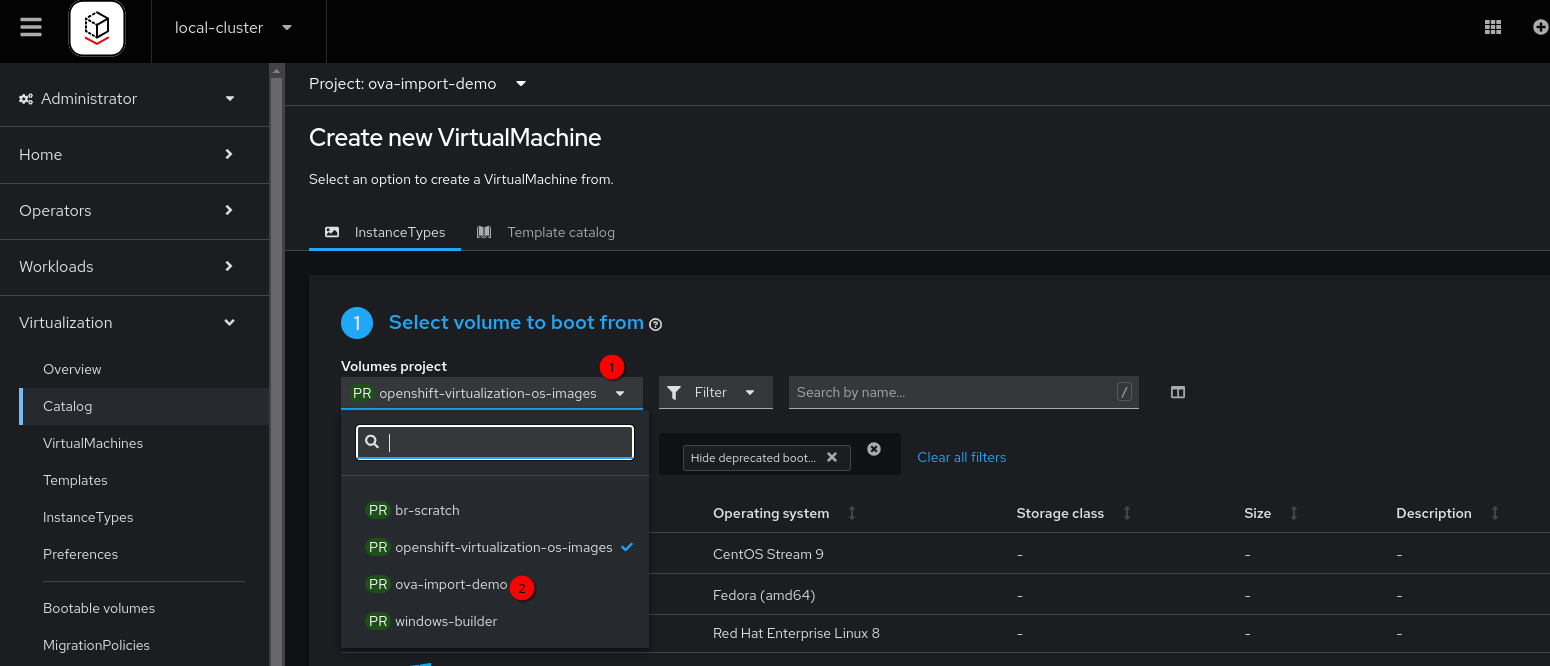 local-cluster
Administrator
Home
Operators
Workloads
Virtualization
Overview
Catalog
VirtualMachines
Templates
InstanceTypes
Preferences
Bootable volumes
MigrationPolicies
Project: ova-import-demo
Create new VirtualMachine
Select an option to create a VirtualMachine from.
InstanceTypes Template catalog
1 Select volume to boot from
Volumes project 1
PR openshift-virtualization-os-images Filter Search by name... /
Hide deprecated boot... Clear all filters
PR br-scratch
PR openshift-virtualization-os-images
PR ova-import-demo 2
PR windows-builder
Operating system Storage class Size Description
CentOS Stream 9 - - -
Fedora (amd64) - - -
Red Hat Enterprise Linux 8 - - -